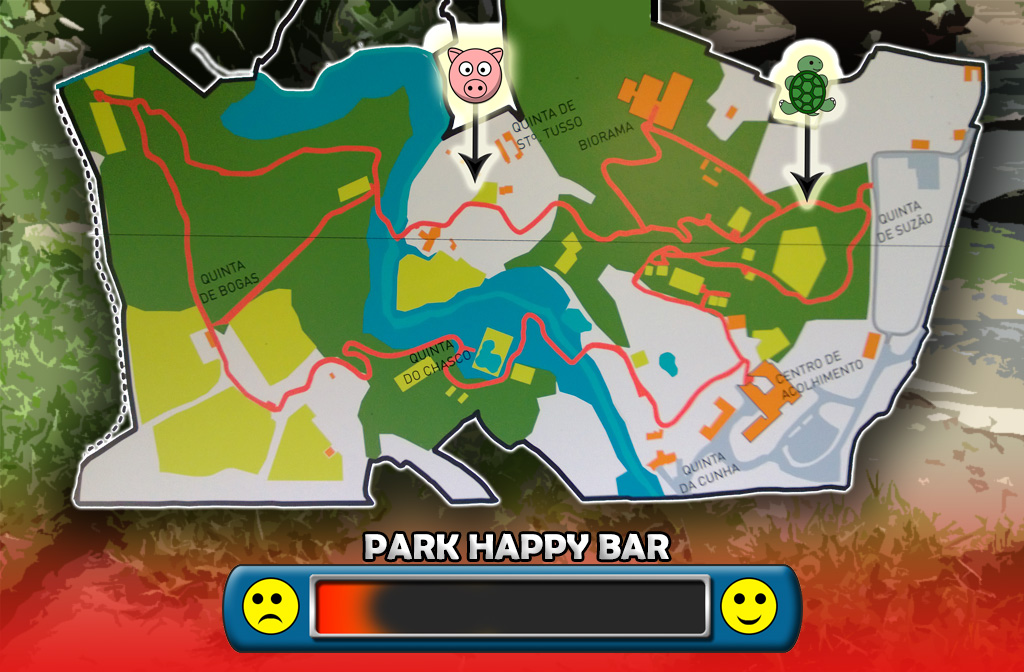 QUINTA DE
STº. TUSSO
BIORAMA
QUINTA
DE SUZÃO
QUINTA
DE BOGAS
QUINTA
DO CHASCO
CENTRO DE
ACOLHIMENTO
QUINTA
DA CUNHA
PARK HAPPY BAR